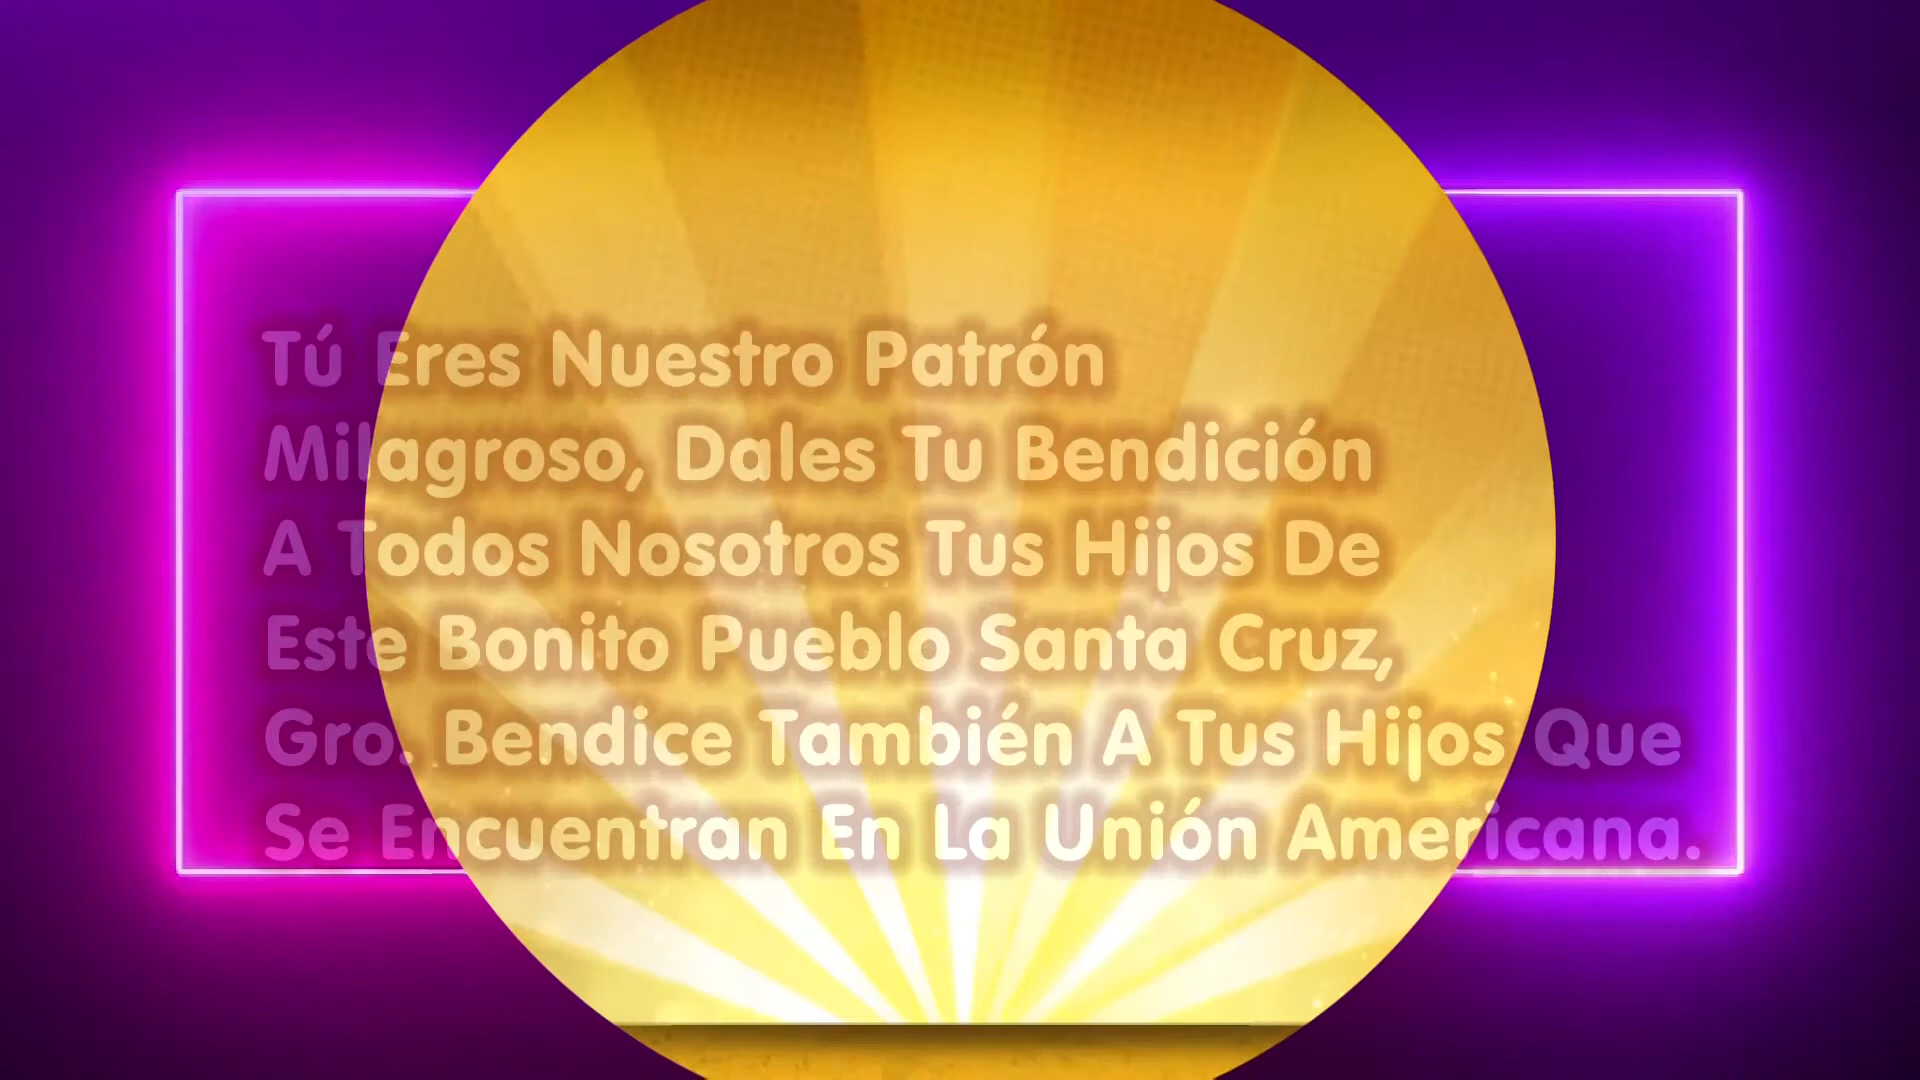 Tú Eres Nuestro Patrón
Milagroso, Dales Tu Bendición
A Todos Nosotros Tus Hijos De
Este Bonito Pueblo Santa Cruz,
Gro. Bendice También A Tus Hijos Que
Se Encuentran En La Unión Americana.